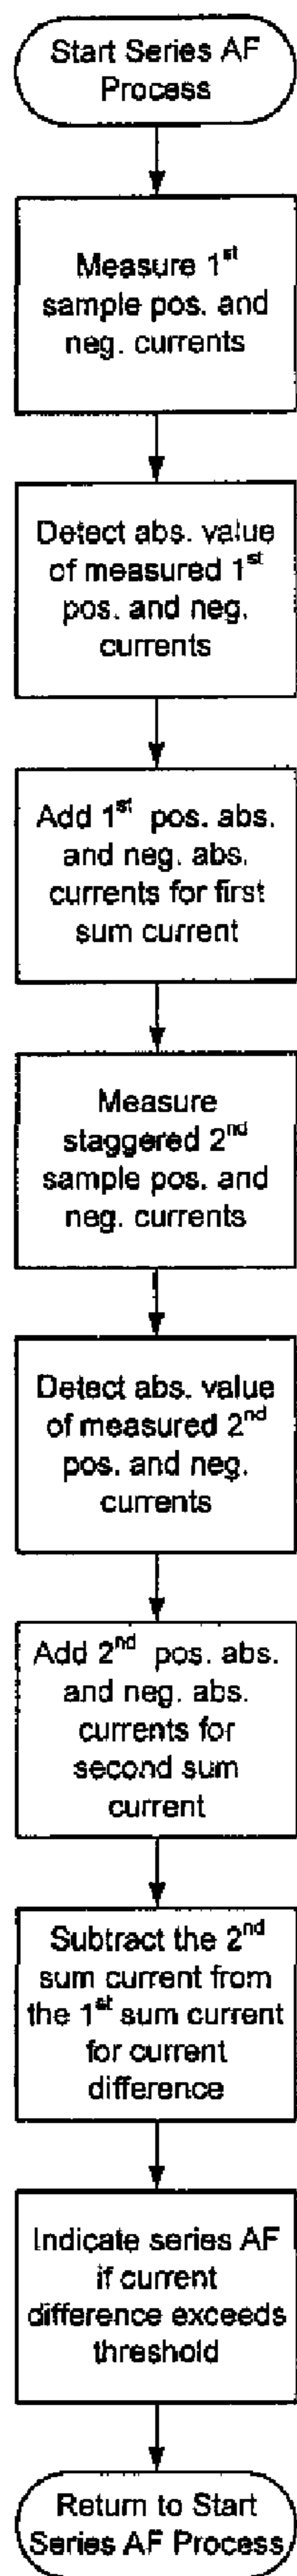 Start Series AF
Process
Measure 1st
sample pos. and
neg. currents
Detect abs. value
of measured 1st
pos. and neg.
currents
Add 1st pos. abs.
and neg. abs.
currents for first
sum current
Measure
staggered 2nd
sample pos. and
neg. currents
Detect abs. value
of measured 2nd
pos. and neg.
currents
Add 2nd pos. abs.
and neg. abs.
currents for
second sum
current
Subtract the 2nd
sum current from
the 1st sum current
for current
difference
Indicate series AF
if current
difference exceeds
threshold
Return to Start
Series AF Process